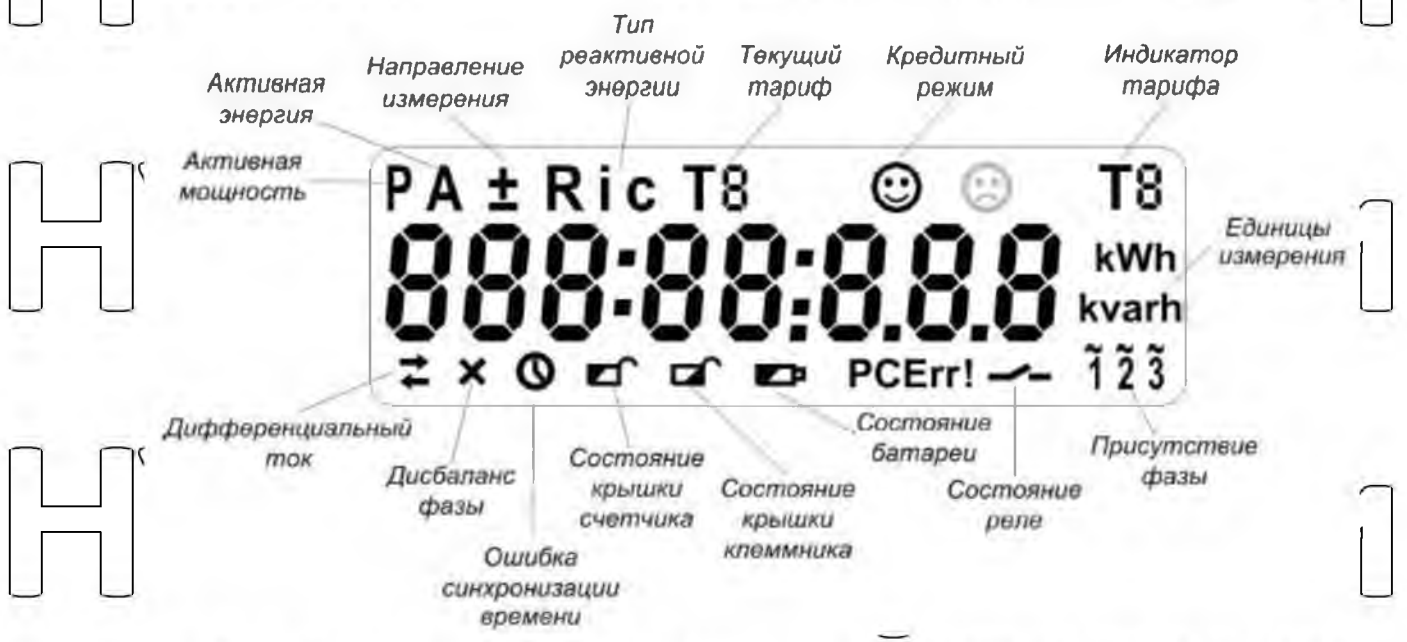 Тип
реактивной
энергии
Текущий
тариф
Кредитный
режим
Индикатор
тарифа
Направление
измерения
Активная
энергия
Активная
мощность
P A ± R i c T8 T8
888:88:8.8.8 kWh
kvarh
Единицы
измерения
PCErr! 1 2 3
Дифференциальный
ток
Дисбаланс
фазы
Ошибка
синхронизации
времени
Состояние
крышки
счетчика
Состояние
крышки
клеммника
Состояние
батареи
Состояние
реле
Присутствие
фазы